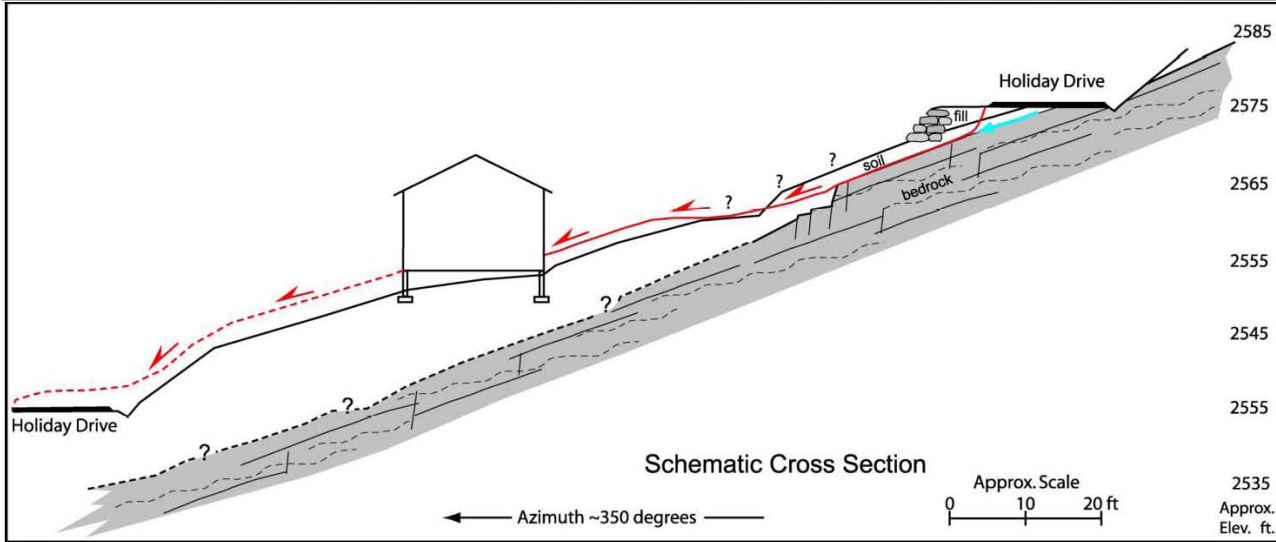 2585
Holiday Drive
2575
fill
?
soil
2565
?
?
bedrock
2555
?
2545
?
2555
Holiday Drive
?
Schematic Cross Section
2535
Approx. Scale
0 10 20 ft
Approx.
Elev. ft.
Azimuth ~350 degrees